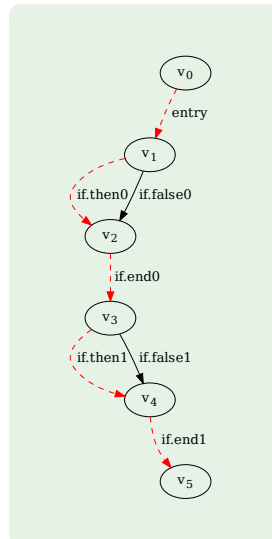 v0
entry
v1
if.then0 if.false0
v2
if.end0
v3
if.then1 if.false1
v4
if.end1
v5